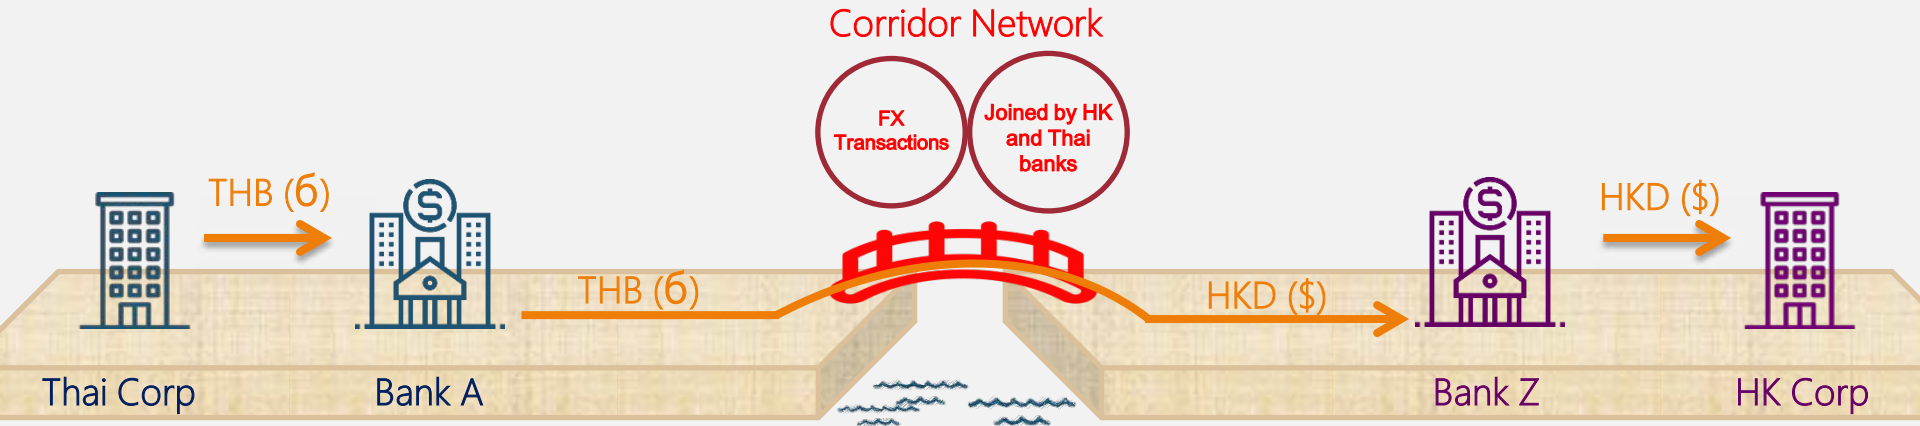 Corridor Network
FX
Transactions
Joined by HK
and Thai
banks
THB (б)
HKD ($)
THB (б)
HKD ($)
Thai Corp
Bank A
Bank Z
HK Corp